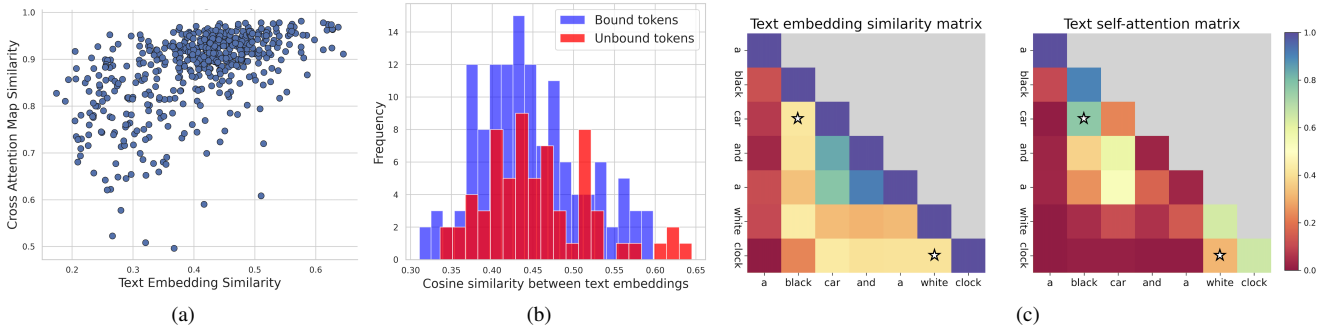 1.0
0.9
0.8
0.7
0.6
0.5
Cross Attention Map Similarity
0.2 0.3 0.4 0.5 0.6
Text Embedding Similarity
(a)
14
12
10
8
6
4
2
0
Frequency
Bound tokens
Unbound tokens
0.30 0.35 0.40 0.45 0.50 0.55 0.60 0.65
Cosine similarity between text embeddings
(b)
Text embedding similarity matrix
a
black
car
and
a
white
clock
a black car and a white clock
Text self-attention matrix
a
black
car
and
a
white
clock
a black car and a white clock
1.0
0.8
0.6
0.4
0.2
0.0
(c)